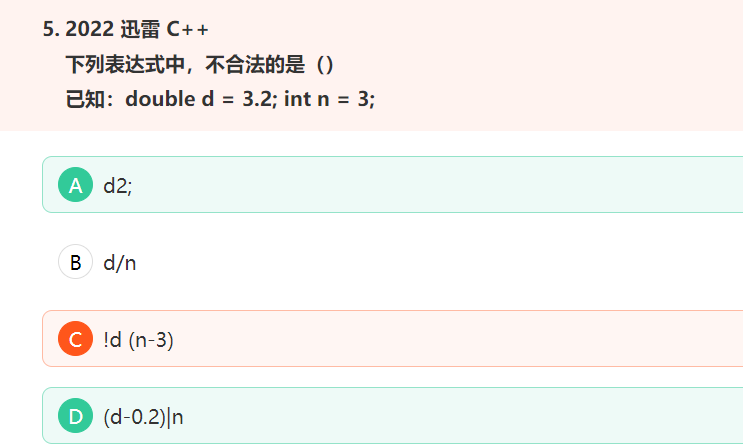 5. 2022 迅雷 C++
下列表达式中，不合法的是（）
已知：double d = 3.2; int n = 3;
A d2;
B d/n
C !d (n-3)
D (d-0.2)|n